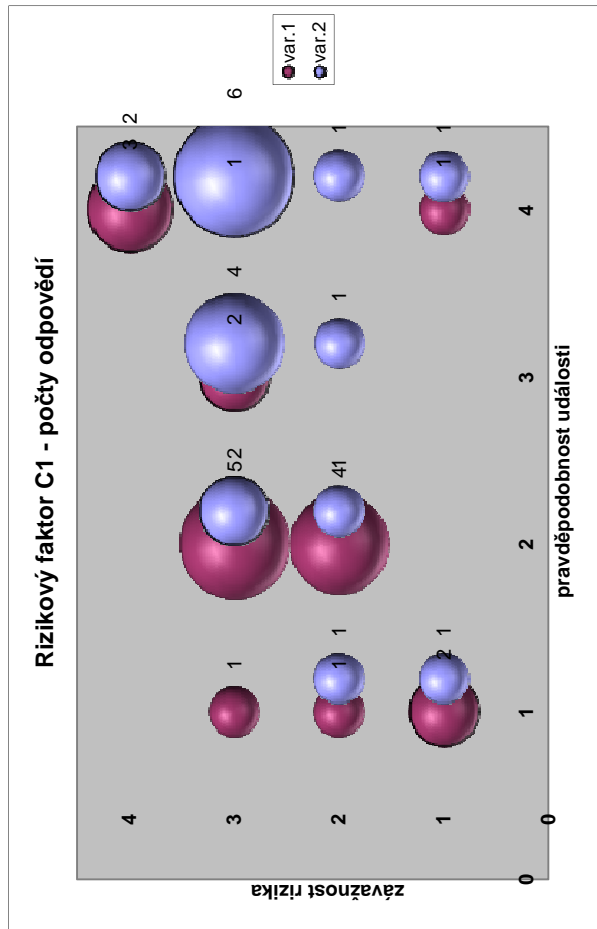 Rizikový faktor C1 - počty odpovědí
závažnost rizika
4
3 2
3
1
5 2
2 4
1 6
2
1 1
4 1
1
1
1
2 1
1 1
0
0 1 2 3 4
pravděpodobnost události
var.1
var.2